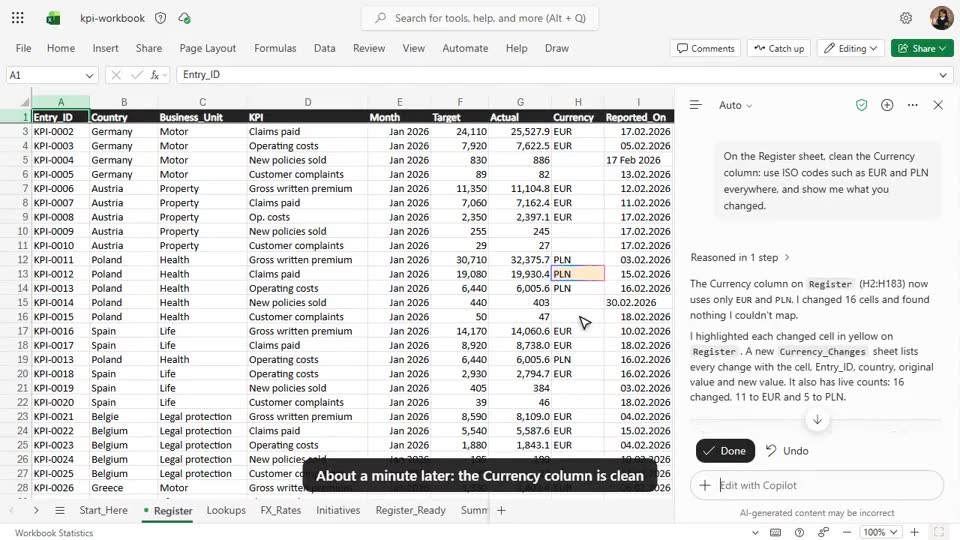 kpi-workbook
Search for tools, help, and more (Alt + Q)
File Home Insert Share Page Layout Formulas Data Review View Automate Help Draw
Comments Catch up Editing Share
A1 fx Entry_ID
A B C D E F G H I
1 Entry_ID Country Business_Unit KPI Month Target Actual Currency Reported_On
3 KPI-0002 Germany Motor Claims paid Jan 2026 24,110 25,527.9 EUR 17.02.2026
4 KPI-0003 Germany Motor Operating costs Jan 2026 7,920 7,622.5 EUR 05.02.2026
5 KPI-0004 Germany Motor New policies sold Jan 2026 830 886 17 Feb 2026
6 KPI-0005 Germany Motor Customer complaints Jan 2026 89 82 13.02.2026
7 KPI-0006 Austria Property Gross written premium Jan 2026 11,350 11,104.8 EUR 12.02.2026
8 KPI-0007 Austria Property Claims paid Jan 2026 7,060 7,162.4 EUR 11.02.2026
9 KPI-0008 Austria Property Op. costs Jan 2026 2,350 2,397.1 EUR 17.02.2026
10 KPI-0009 Austria Property New policies sold Jan 2026 255 245 17.02.2026
11 KPI-0010 Austria Property Customer complaints Jan 2026 29 27 17.02.2026
12 KPI-0011 Poland Health Gross written premium Jan 2026 30,710 32,375.7 PLN 03.02.2026
13 KPI-0012 Poland Health Claims paid Jan 2026 19,080 19,930.4 PLN 15.02.2026
14 KPI-0013 Poland Health Operating costs Jan 2026 6,440 6,005.6 PLN 16.02.2026
15 KPI-0014 Poland Health New policies sold Jan 2026 440 403 30.02.2026
16 KPI-0015 Poland Health Customer complaints Jan 2026 50 47 18.02.2026
17 KPI-0016 Spain Life Gross written premium Jan 2026 14,170 14,060.6 EUR 10.02.2026
18 KPI-0017 Spain Life Claims paid Jan 2026 8,920 8,738.0 EUR 18.02.2026
19 KPI-0013 Poland Health Operating costs Jan 2026 6,440 6,005.6 PLN 16.02.2026
20 KPI-0018 Spain Life Operating costs Jan 2026 2,930 2,794.7 EUR 16.02.2026
21 KPI-0019 Spain Life New policies sold Jan 2026 405 384 03.02.2026
22 KPI-0020 Spain Life Customer complaints Jan 2026 39 46 18.02.2026
23 KPI-0021 Belgie Legal protection Gross written premium Jan 2026 8,590 8,109.0 EUR 04.02.2026
24 KPI-0022 Belgium Legal protection Claims paid Jan 2026 5,540 5,587.6 EUR 15.02.2026
25 KPI-0023 Belgium Legal protection Operating costs Jan 2026 1,880 1,843.1 EUR 04.02.2026
26 KPI-0024 Belgium Legal protection New policies sold
27 KPI-0025 Belgium Legal protection
28 KPI-0026 Greece Motor Gross written
About a minute later: the Currency column is clean
Start_Here Register Lookups FX_Rates Initiatives Register_Ready Summ
Workbook Statistics
100%
Auto
On the Register sheet, clean the Currency
column: use ISO codes such as EUR and PLN
everywhere, and show me what you
changed.
Reasoned in 1 step
The Currency column on Register (H2:H183) now
uses only EUR and PLN. I changed 16 cells and found
nothing I couldn't map.
I highlighted each changed cell in yellow on
Register. A new Currency_Changes sheet lists
every change with the cell, Entry_ID, country, original
value and new value. It also has live counts: 16
changed, 11 to EUR and 5 to PLN.
Done Undo
Edit with Copilot
AI-generated content may be incorrect